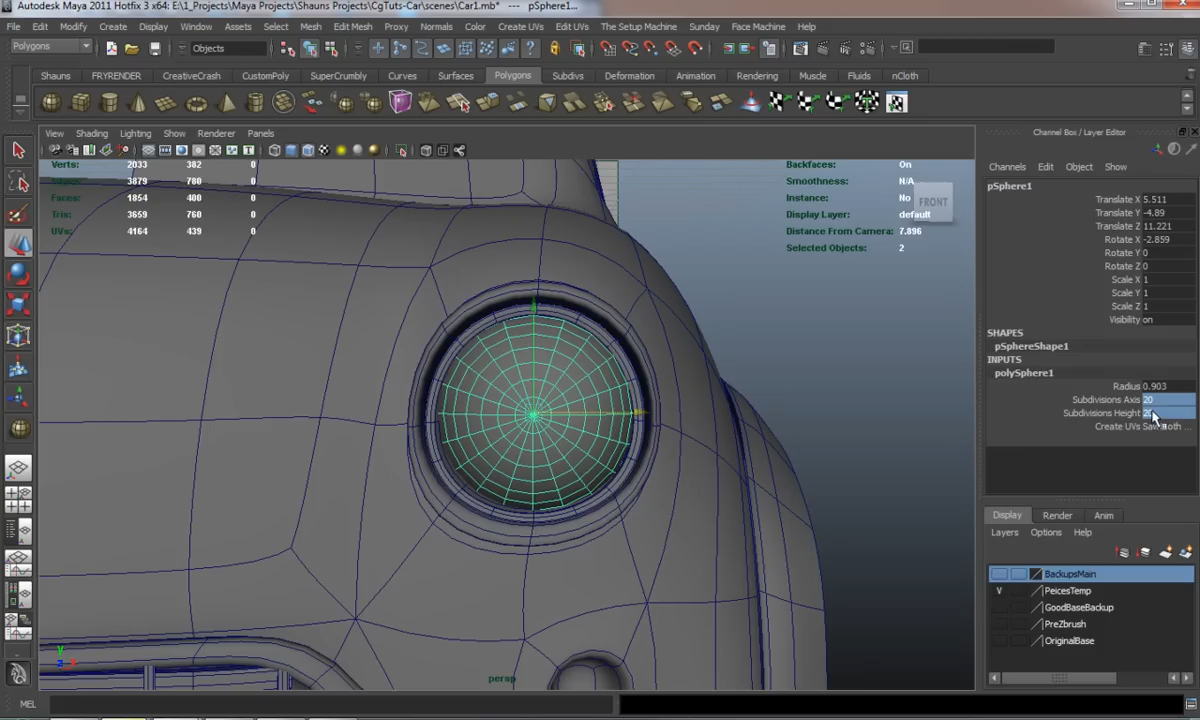 Autodesk Maya 2011 Hotfix 3 x64: E:\1_Projects\Maya Projects\Shauns Projects\CgTuts-Car\scenes\Car1.mb* --- pSphere1...
File Edit Modify Create Display Window Assets Select Mesh Edit Mesh Proxy Normals Color Create UVs Edit UVs The Setup Machine Sunday Face Machine Help
Polygons Objects
Shauns FRYRENDER CreativeCrash CustomPoly SuperCrumbly Curves Surfaces Polygons Subdivs Deformation Animation Rendering Muscle Fluids nCloth
View Shading Lighting Show Renderer Panels
Channel Box / Layer Editor
Channels Edit Object Show
Verts: 2033 382 0
3879 780 0
Faces: 1854 400 0
Tris: 3659 760 0
UVs: 4164 439 0
Backfaces: On
Smoothness: N/A
Instance: No
Display Layer: default
Distance From Camera: 7.896
Selected Objects: 2
FRONT
pSphere1
Translate X 5.511
Translate Y -4.89
Translate Z 11.221
Rotate X -2.859
Rotate Y 0
Rotate Z 0
Scale X 1
Scale Y 1
Scale Z 1
Visibility on
SHAPES
pSphereShape1
INPUTS
polySphere1
Radius 0.903
Subdivisions Axis 20
Subdivisions Height 20
Create UVs
Display Render Anim
Layers Options Help
BackupsMain
V PeicesTemp
GoodBaseBackup
PreZbrush
OriginalBase
y
z x
persp
MEL